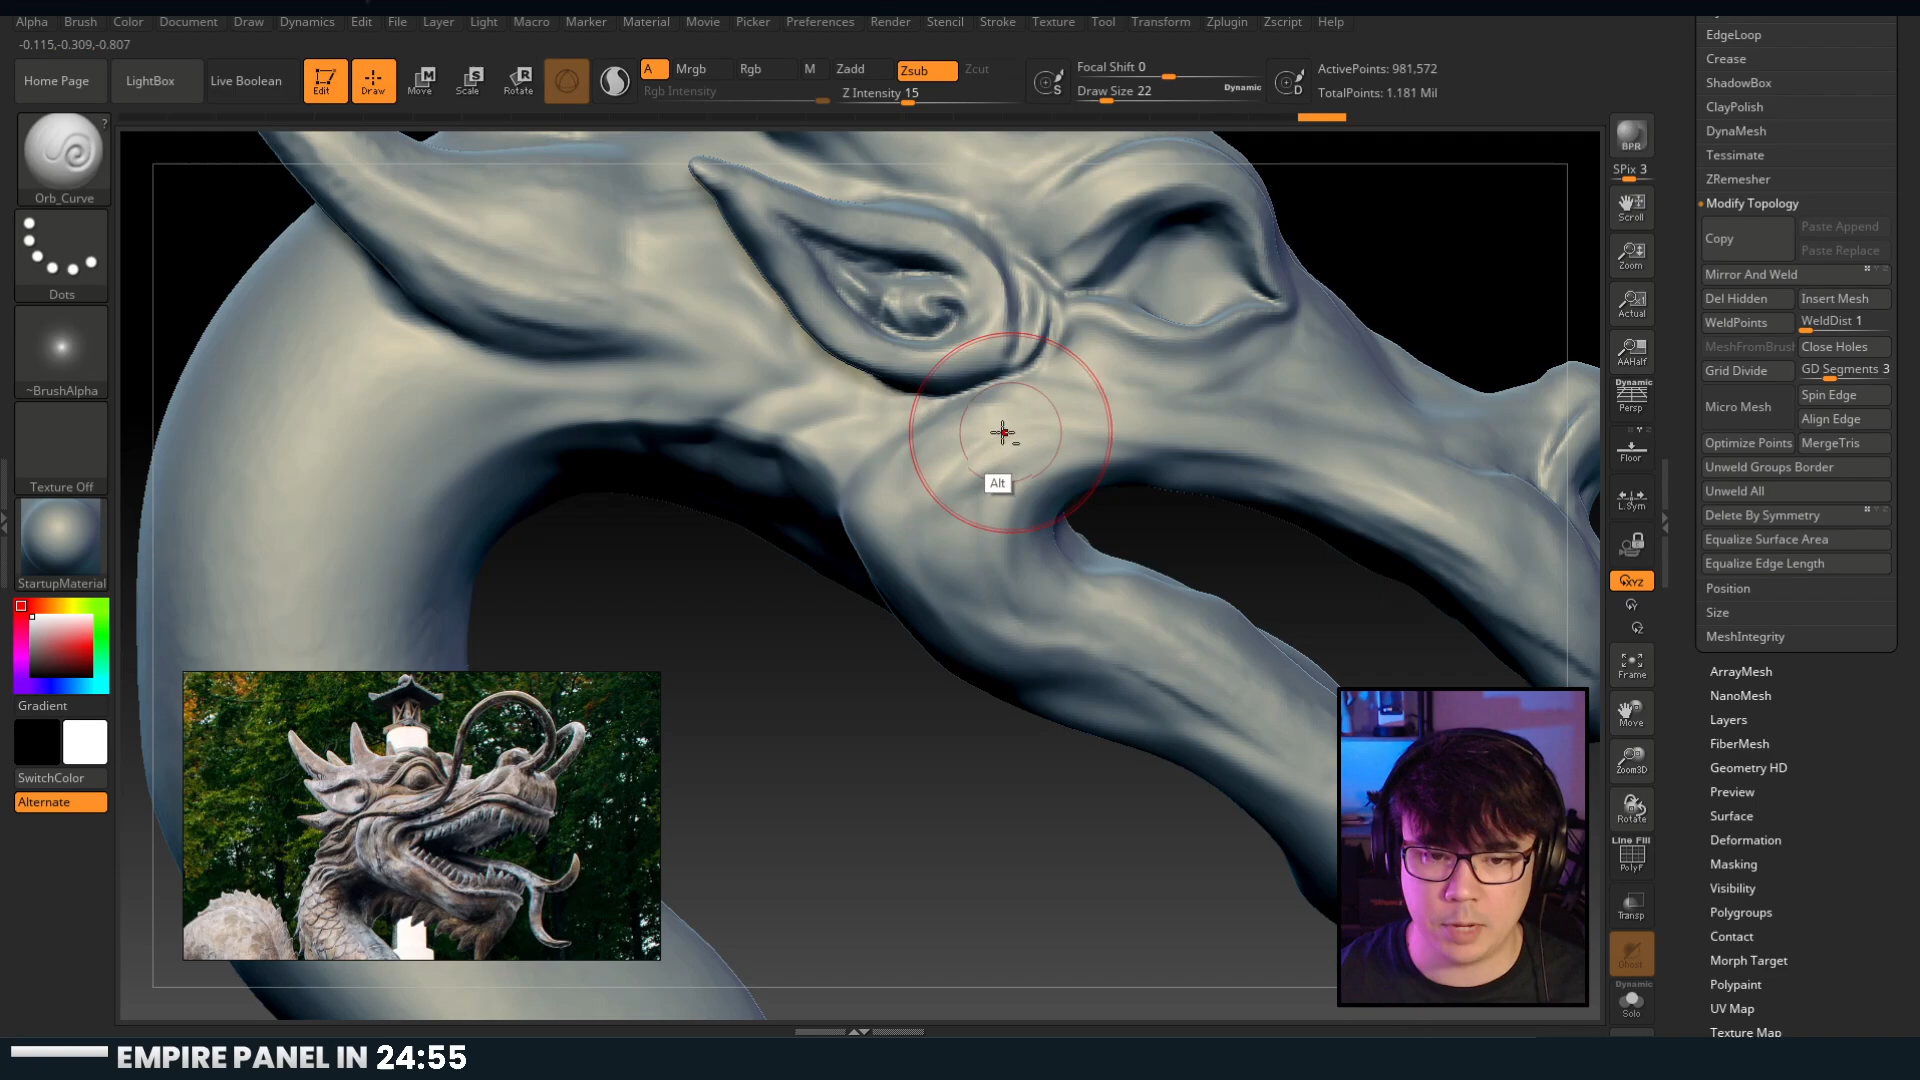 Alpha Brush Color Document Draw Dynamics Edit File Layer Light Macro Marker Material Movie Picker Preferences Render Stencil Stroke Texture Tool Transform Zplugin Zscript Help
-0.115,-0.309,-0.807
Home Page LightBox Live Boolean
Edit Draw Move Scale Rotate
M S R
A Mrgb Rgb M Zadd Zsub Zcut
Rgb Intensity Z Intensity 15
S Focal Shift 0
Draw Size 22 Dynamic
D ActivePoints: 981,572
TotalPoints: 1.181 Mil
?
Orb_Curve
Dots
~BrushAlpha
Texture Off
StartupMaterial
Gradient
SwitchColor
Alternate
Alt
BPR
SPix 3
Scroll
Zoom
Actual
AAHalf
Dynamic
Persp
Floor
L.Sym
XYZ
Y
Z
Frame
Move
Zoom3D
Rotate
Line Fill
PolyF
Transp
Ghost
Dynamic
Solo
EdgeLoop
Crease
ShadowBox
ClayPolish
DynaMesh
Tessimate
ZRemesher
Modify Topology
Copy Paste Append
Paste Replace
Mirror And Weld
Del Hidden Insert Mesh
WeldPoints WeldDist 1
MeshFromBrus Close Holes
Grid Divide GD Segments 3
Micro Mesh Spin Edge
Align Edge
Optimize Points MergeTris
Unweld Groups Border
Unweld All
Delete By Symmetry
Equalize Surface Area
Equalize Edge Length
Position
Size
MeshIntegrity
ArrayMesh
NanoMesh
Layers
FiberMesh
Geometry HD
Preview
Surface
Deformation
Masking
Visibility
Polygroups
Contact
Morph Target
Polypaint
UV Map
Texture Map
EMPIRE PANEL IN 24:55